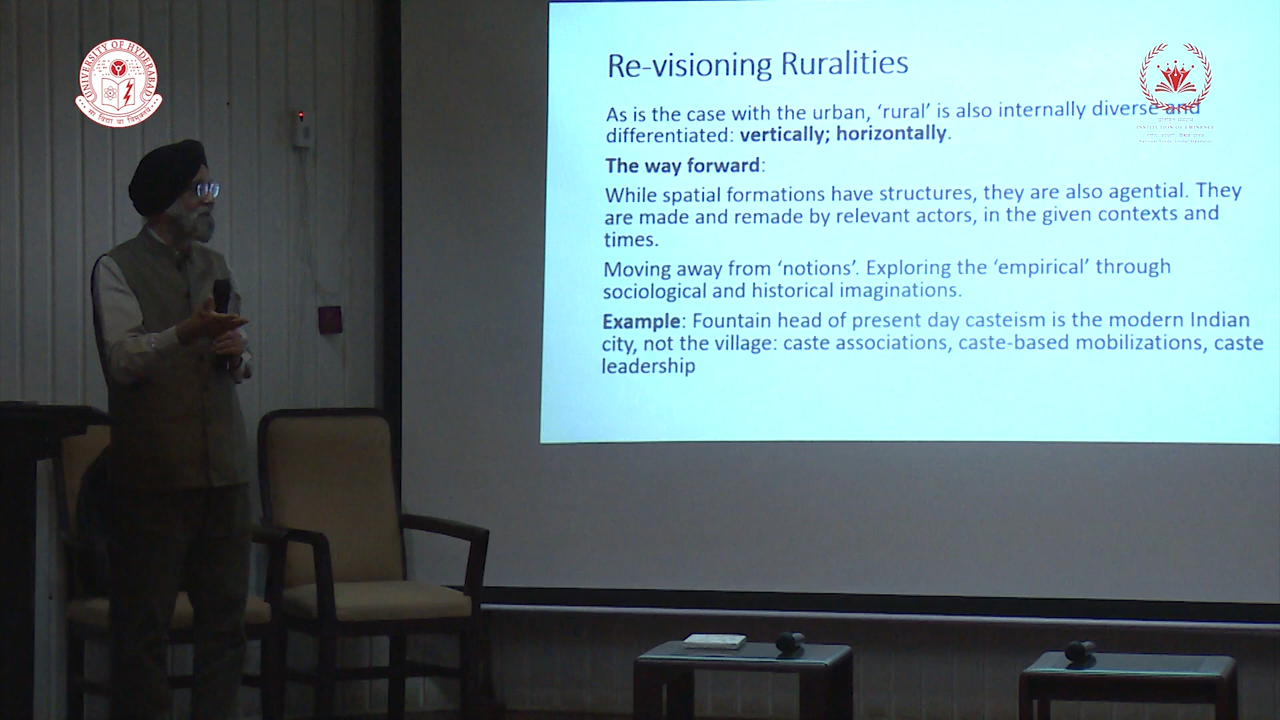 UNIVERSITY OF HYDERABAD
Re-visioning Ruralities
As is the case with the urban, ‘rural’ is also internally diverse and
differentiated: vertically; horizontally.
The way forward:
While spatial formations have structures, they are also agential. They
are made and remade by relevant actors, in the given contexts and
times.
Moving away from ‘notions’. Exploring the ‘empirical’ through
sociological and historical imaginations.
Example: Fountain head of present day casteism is the modern Indian
city, not the village: caste associations, caste-based mobilizations, caste
leadership
INSTITUTION OF EMINENCE